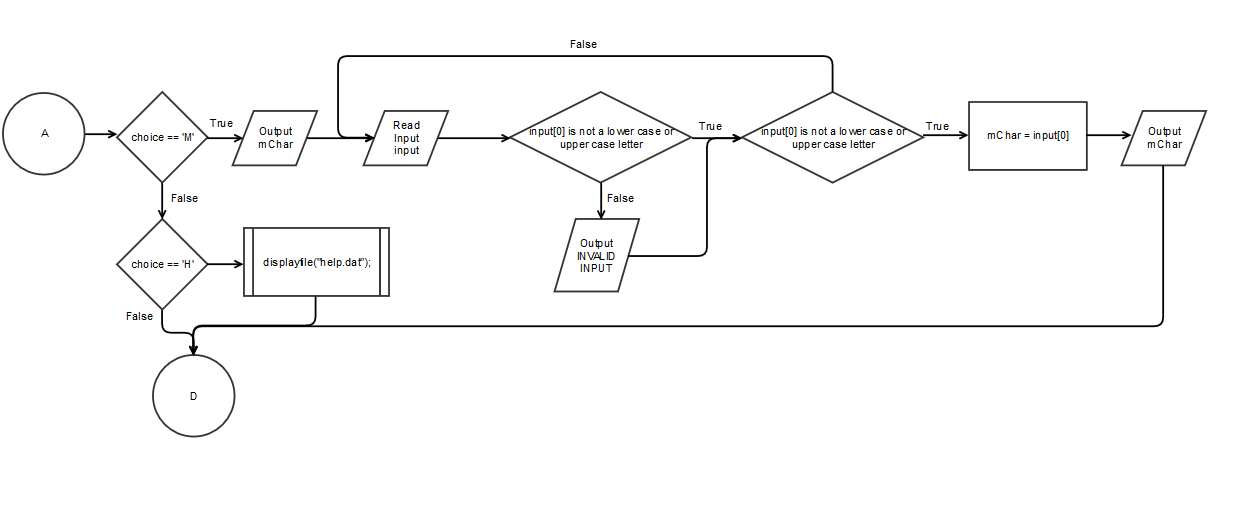 False
A
choice == 'M'
True
Output
mChar
Read
Input
input
input[0] is not a lower case or
upper case letter
True
input[0] is not a lower case or
upper case letter
True
mChar = input[0]
Output
mChar
False
False
choice == 'H'
displayfile("help.dat");
Output
INVALID
INPUT
False
D